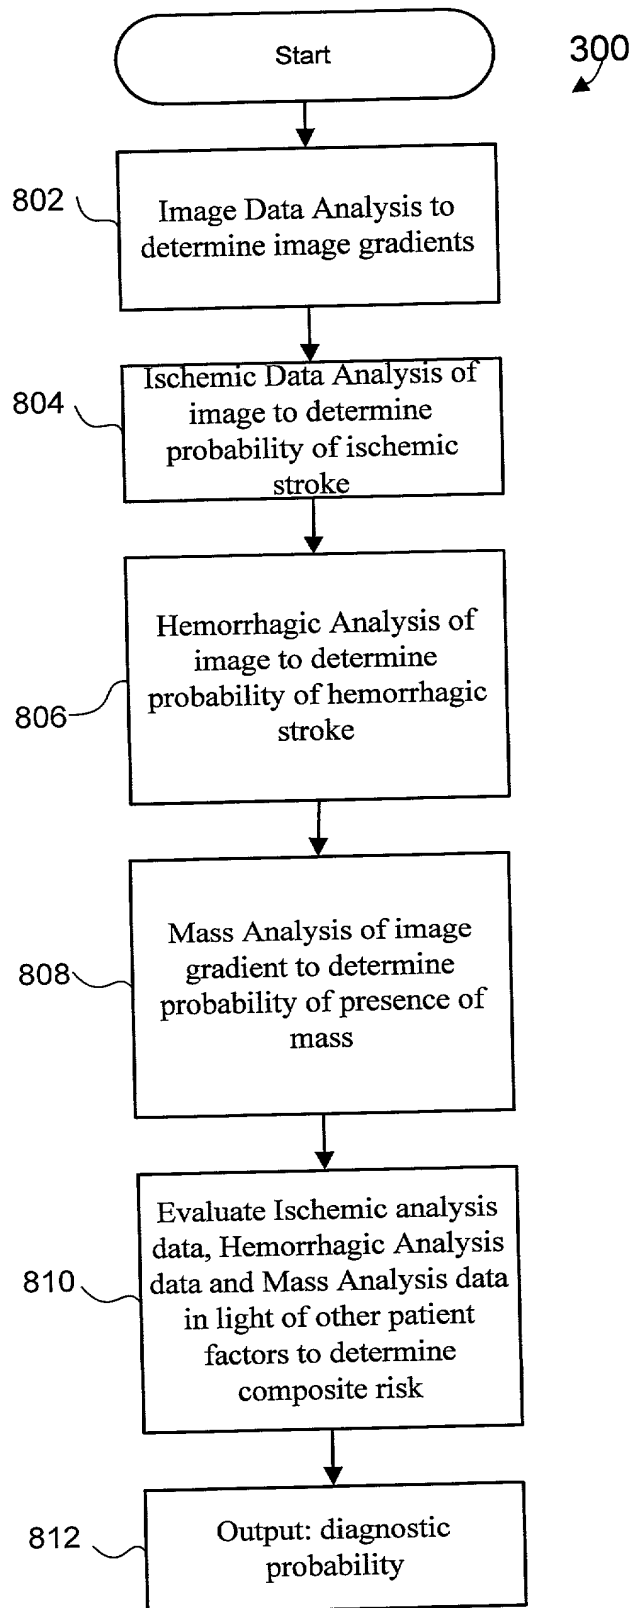 Start
300
802
Image Data Analysis to
determine image gradients
804
Ischemic Data Analysis of
image to determine
probability of ischemic
stroke
806
Hemorrhagic Analysis of
image to determine
probability of hemorrhagic
stroke
808
Mass Analysis of image
gradient to determine
probability of presence of
mass
810
Evaluate Ischemic analysis
data, Hemorrhagic Analysis
data and Mass Analysis data
in light of other patient
factors to determine
composite risk
812
Output: diagnostic
probability